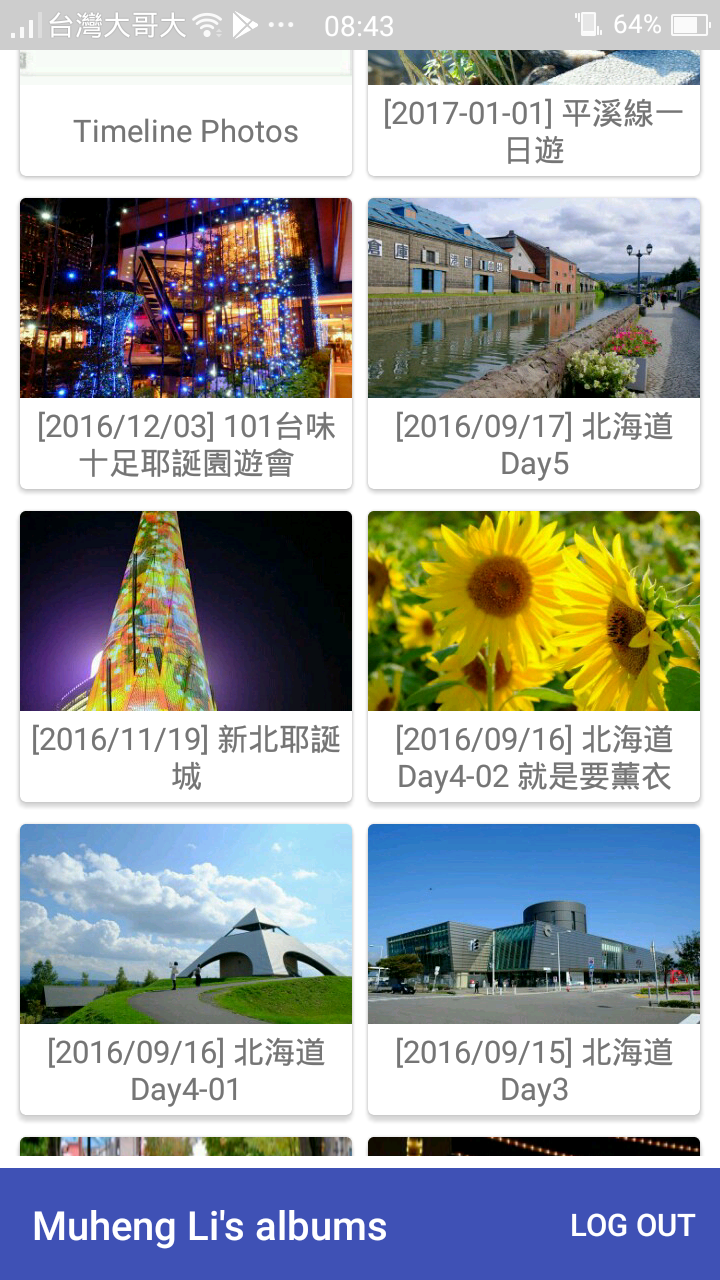 台灣大哥大 08:43 64%
Timeline Photos
[2017-01-01] 平溪線一
日遊
[2016/12/03] 101台味
十足耶誕園遊會
[2016/09/17] 北海道
Day5
[2016/11/19] 新北耶誕
城
[2016/09/16] 北海道
Day4-02 就是要薰衣
[2016/09/16] 北海道
Day4-01
[2016/09/15] 北海道
Day3
Muheng Li's albums
LOG OUT